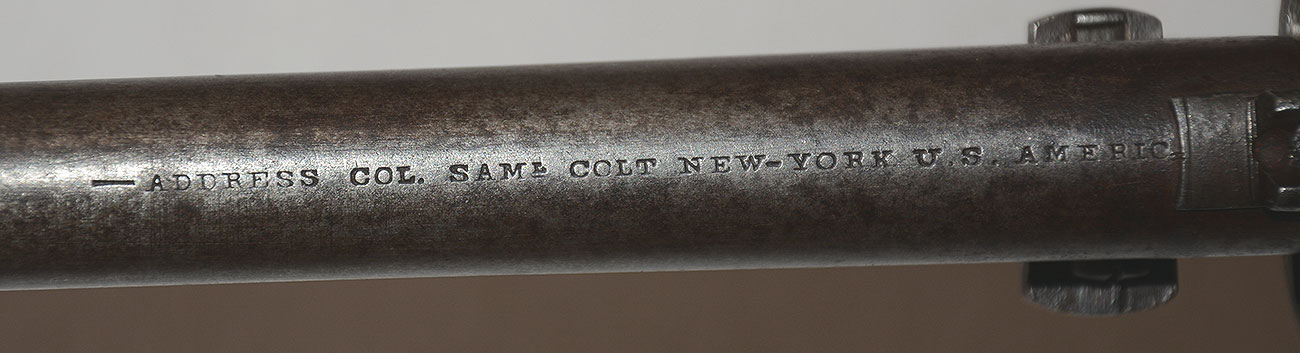 — ADDRESS COL. SAMᴸ COLT NEW-YORK U.S. AMERIC